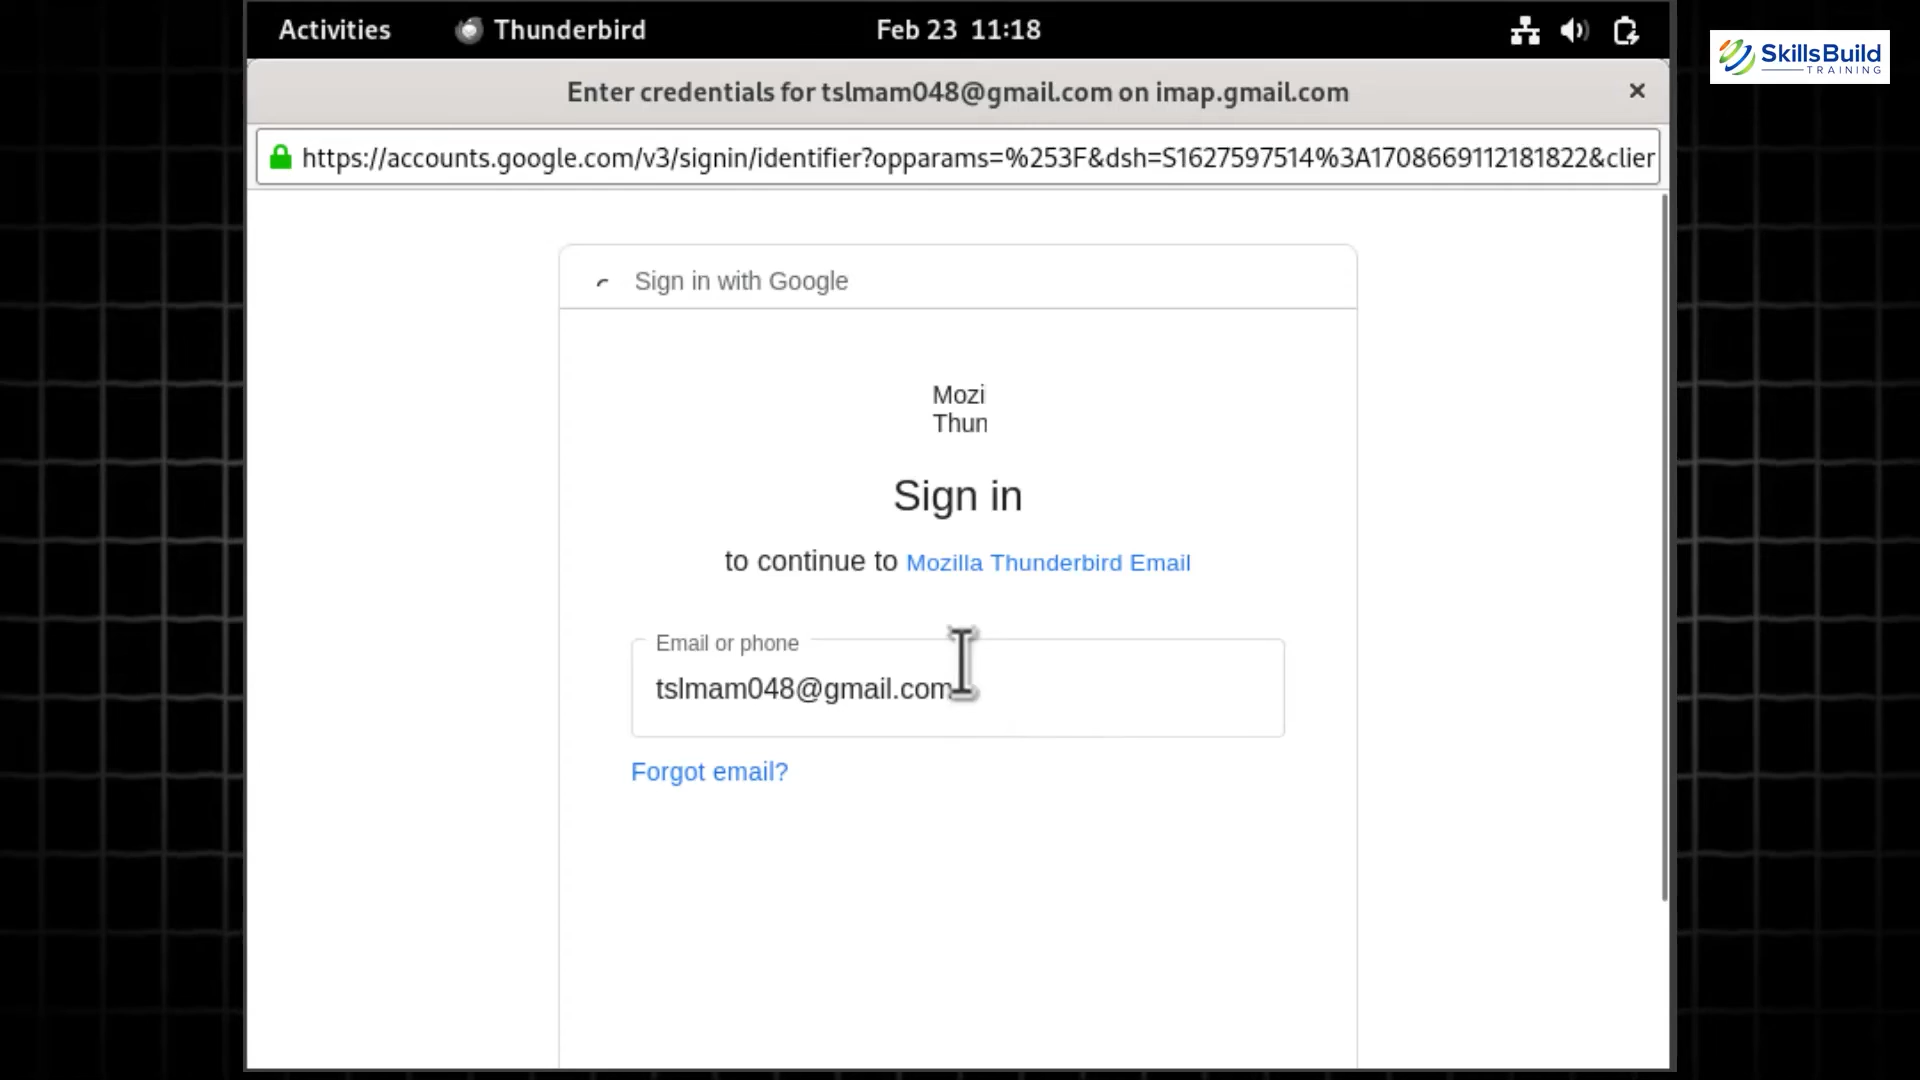 Activities Thunderbird Feb 23 11:18
SkillsBuild
TRAINING
Enter credentials for tslmam048@gmail.com on imap.gmail.com
https://accounts.google.com/v3/signin/identifier?opparams=%253F&dsh=S1627597514%3A1708669112181822&clier
Sign in with Google
Mozi
Thun
Sign in
to continue to Mozilla Thunderbird Email
Email or phone
tslmam048@gmail.com
Forgot email?